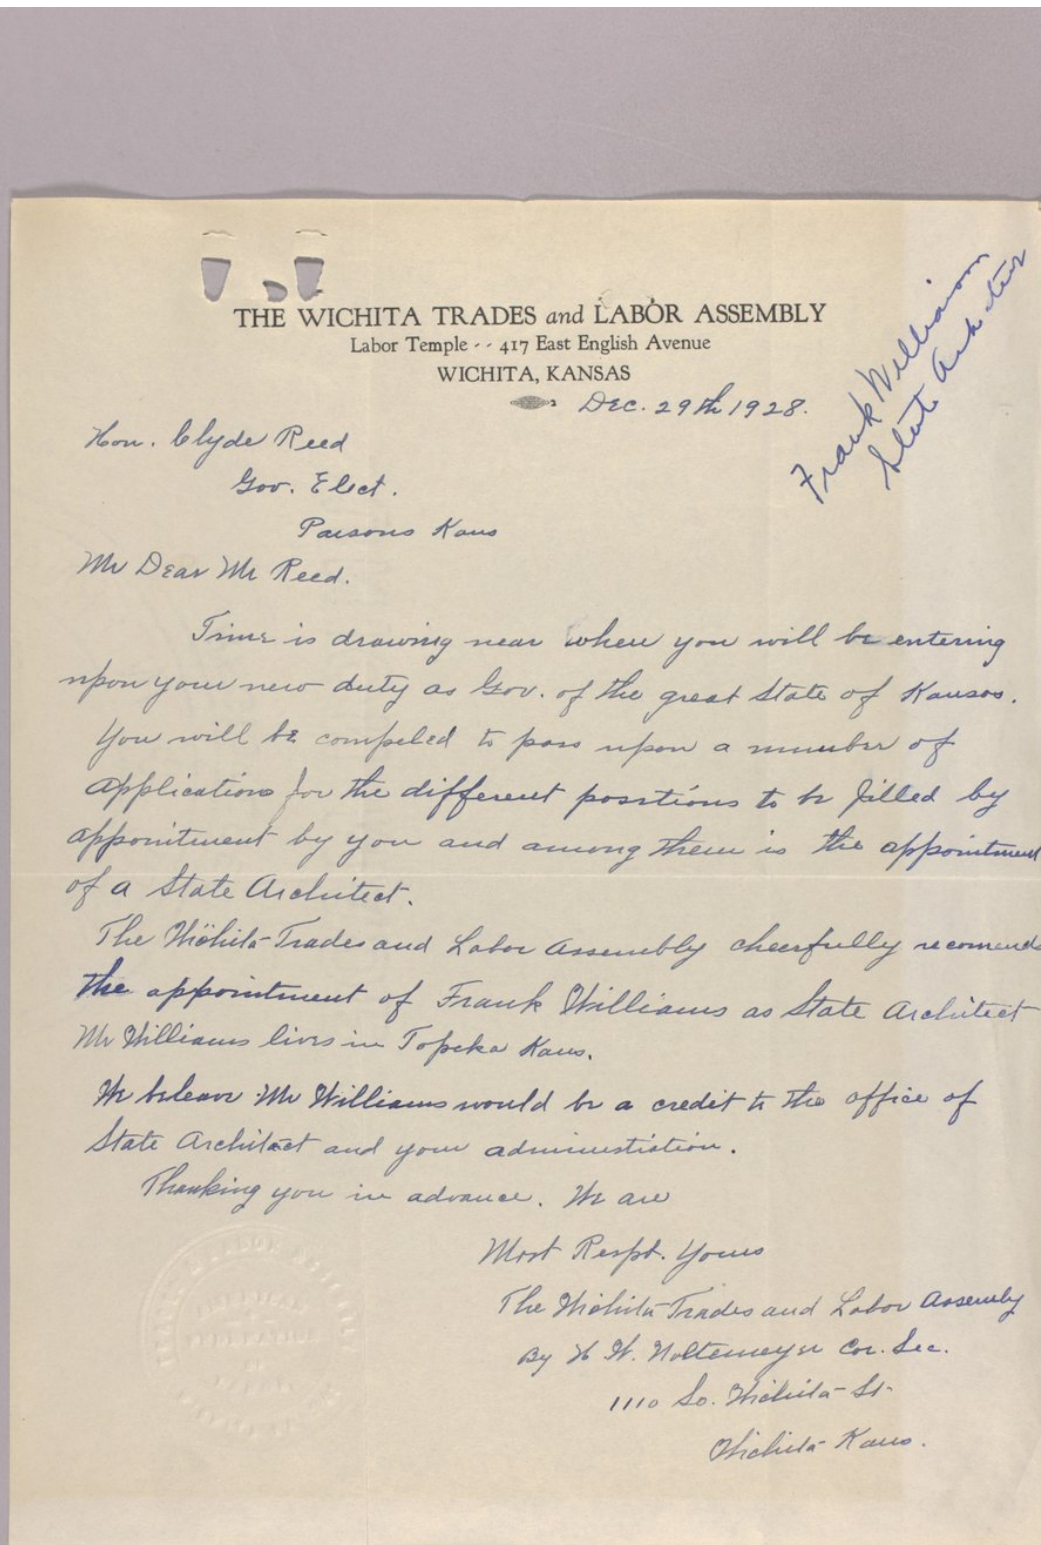 THE WICHITA TRADES and LABOR ASSEMBLY
Labor Temple - - 417 East English Avenue
WICHITA, KANSAS
Dec. 29th 1928.
Frank Williams
State Architect
Hon. Clyde Reed
Gov. Elect.
Parsons Kans
My Dear Mr Reed.
Time is drawing near when you will be entering
upon your new duty as Gov. of the great State of Kansas.
You will be compeled to pass upon a number of
applications for the different positions to be filled by
appointment by you and among them is the appointment
of a State Architect.
The Wichita Trades and Labor Assembly cheerfully recomends
the appointment of Frank Williams as State Architect
Mr Williams lives in Topeka Kans.
We beleave Mr Williams would be a credit to the office of
State Architect and your administiation.
Thanking you in advance. We are
Most Respt. Yours
The Wichita Trades and Labor Assembly
By H. W. Noltemeyer Cor. Sec.
1110 So. Wichita St.
Wichita Kans.